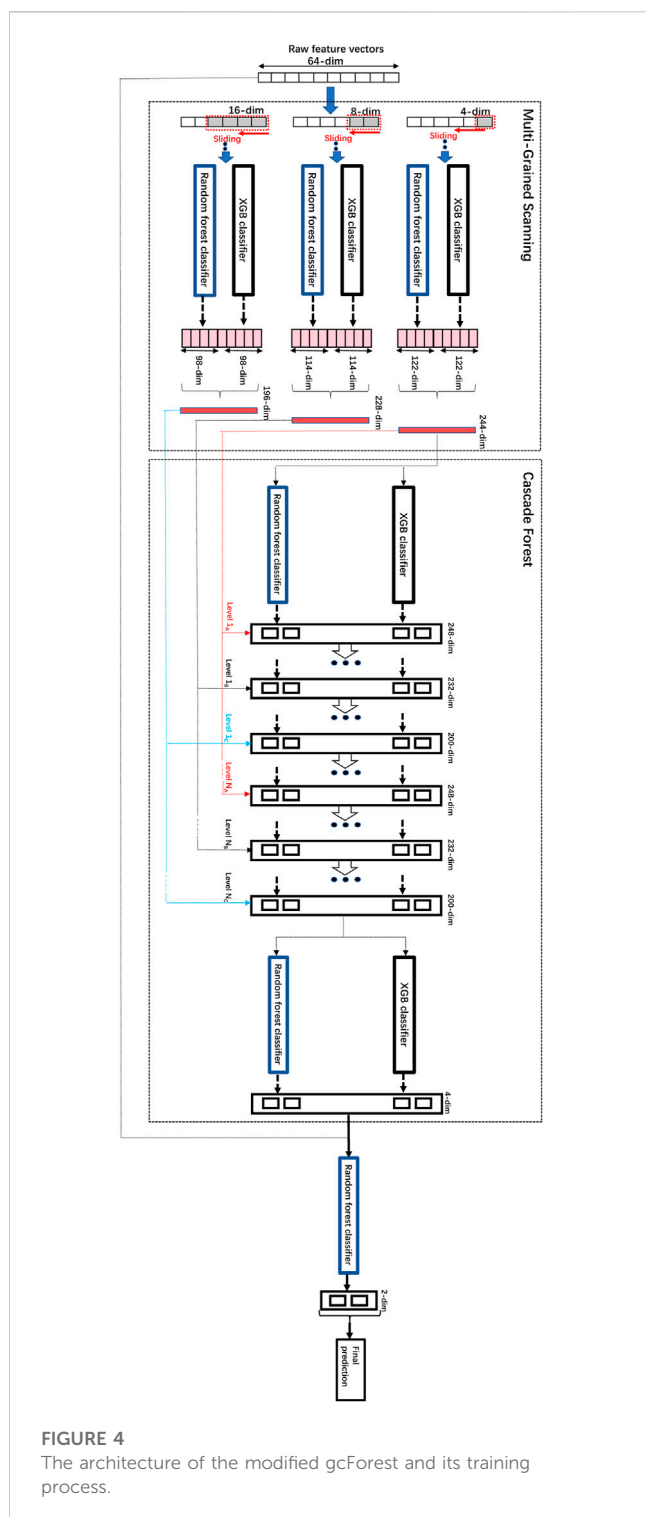 Raw feature vectors
64-dim
Multi-Grained Scanning
16-dim
8-dim
4-dim
Sliding
Sliding
Sliding
Random forest classifier
XGB classifier
Random forest classifier
XGB classifier
Random forest classifier
XGB classifier
98-dim
98-dim
114-dim
114-dim
122-dim
122-dim
196-dim
228-dim
244-dim
Cascade Forest
Random forest classifier
XGB classifier
Level 1A
248-dim
Level 1B
232-dim
Level 1C
200-dim
Level NA
248-dim
Level NB
232-dim
Level NC
200-dim
Random forest classifier
XGB classifier
4-dim
Random forest classifier
2-dim
Final
prediction
FIGURE 4
The architecture of the modified gcForest and its training
process.